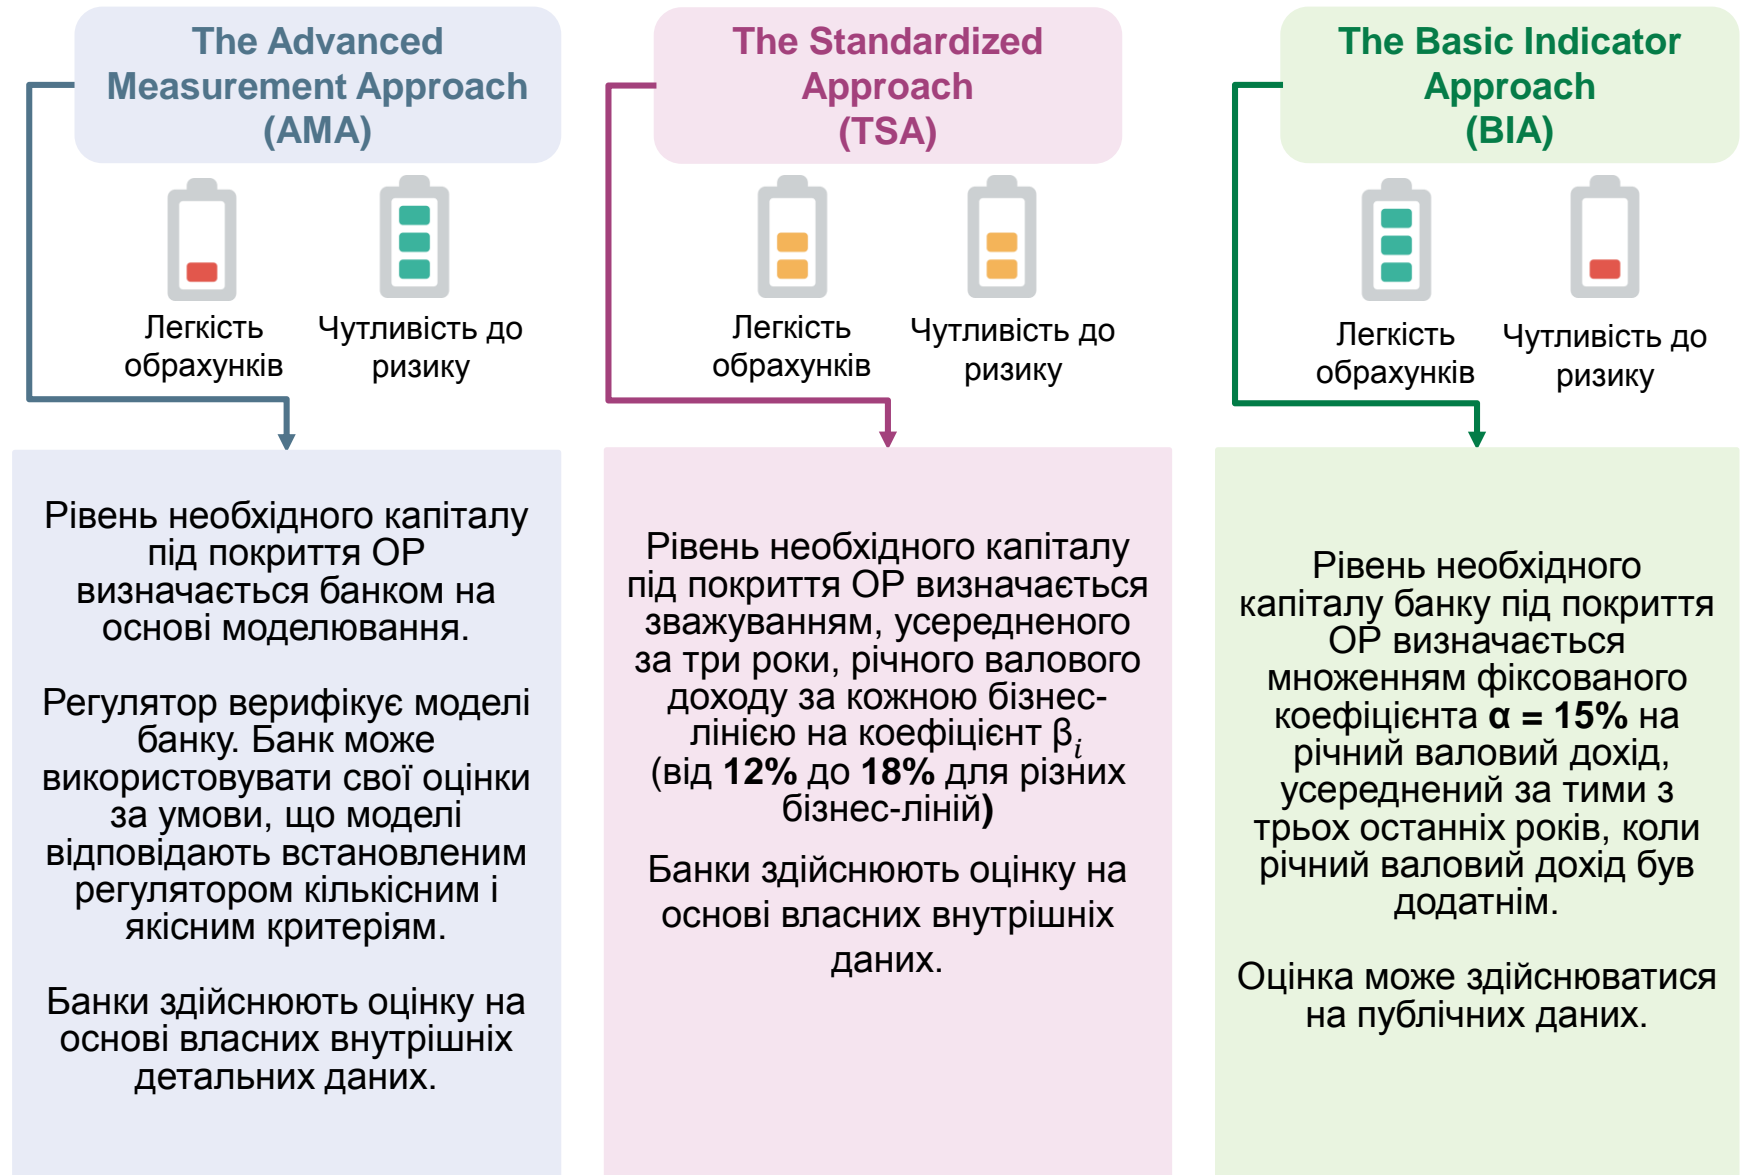 The Advanced
Measurement Approach
(AMA)
Легкість
обрахунків
Чутливість до
ризику
Рівень необхідного капіталу
під покриття ОР
визначається банком на
основі моделювання.
Регулятор верифікує моделі
банку. Банк може
використовувати свої оцінки
за умови, що моделі
відповідають встановленим
регулятором кількісним і
якісним критеріям.
Банки здійснюють оцінку на
основі власних внутрішніх
детальних даних.
The Standardized
Approach
(TSA)
Легкість
обрахунків
Чутливість до
ризику
Рівень необхідного капіталу
під покриття ОР визначається
зважуванням, усередненого
за три роки, річного валового
доходу за кожною бізнес-
лінією на коефіцієнт β𝑖
(від 12% до 18% для різних
бізнес-ліній)
Банки здійснюють оцінку на
основі власних внутрішніх
даних.
The Basic Indicator
Approach
(BIA)
Легкість
обрахунків
Чутливість до
ризику
Рівень необхідного
капіталу банку під покриття
ОР визначається
множенням фіксованого
коефіцієнта α = 15% на
річний валовий дохід,
усереднений за тими з
трьох останніх років, коли
річний валовий дохід був
додатнім.
Оцінка може здійснюватися
на публічних даних.